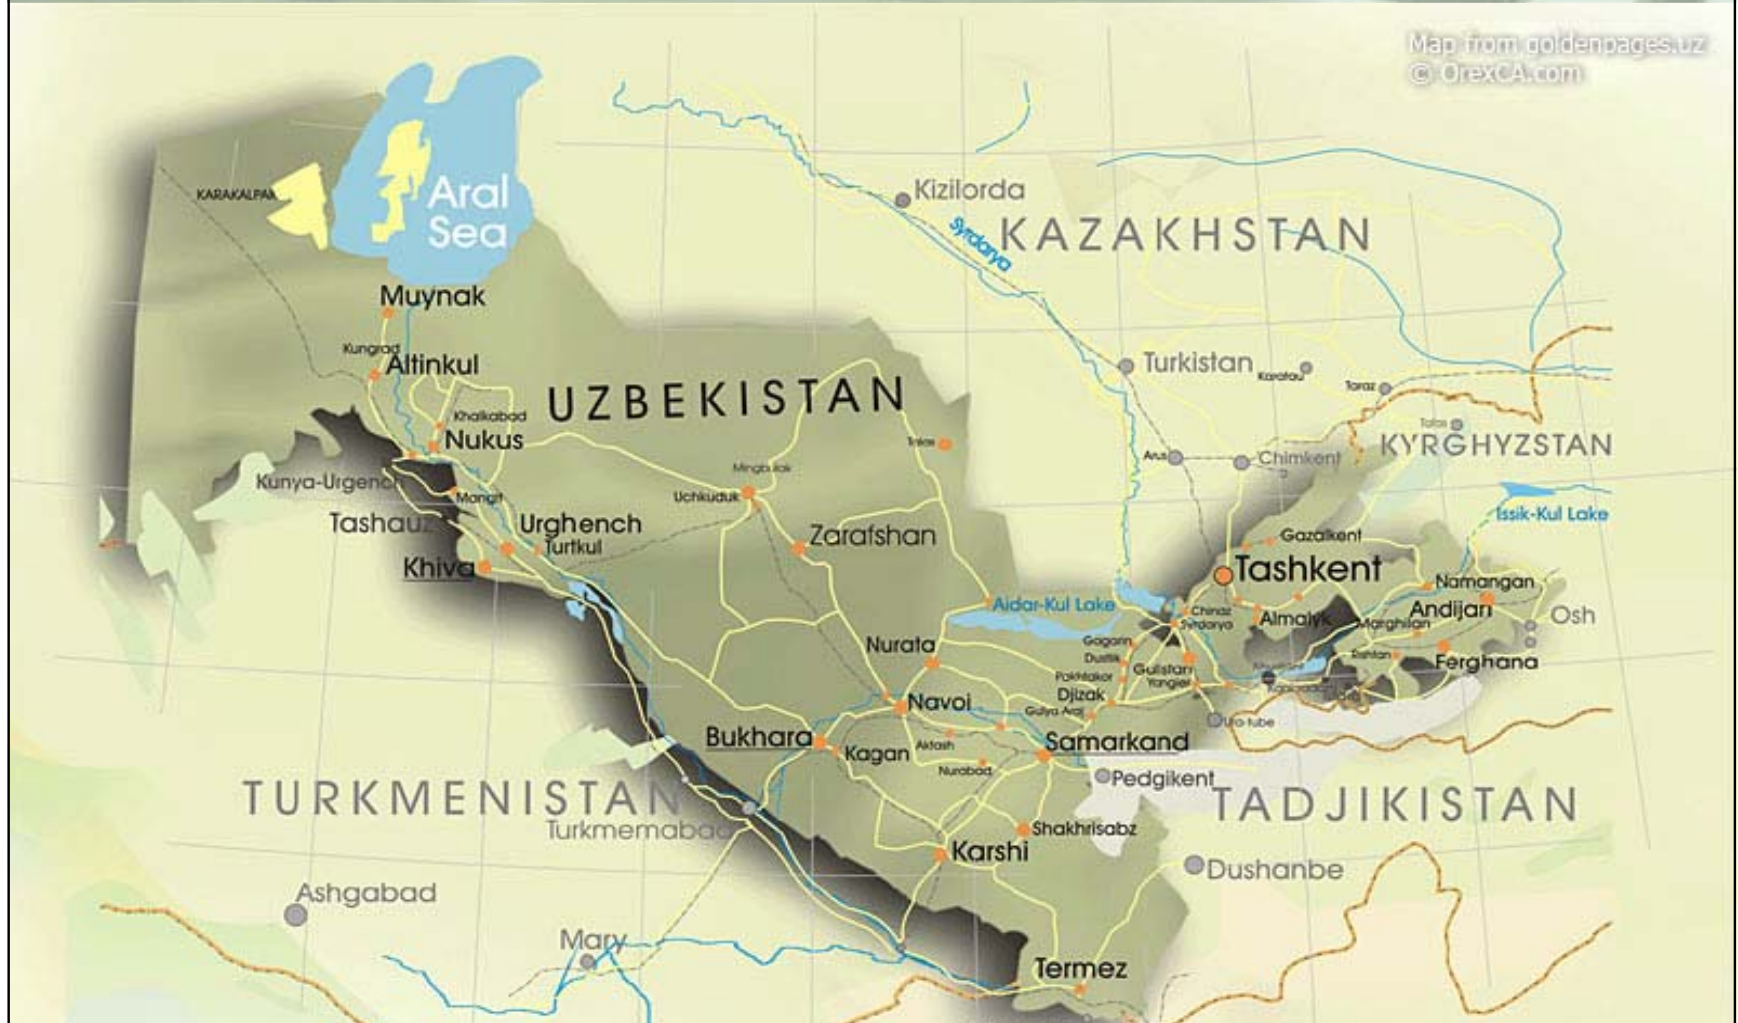 Map from goldenpages.uz
© OrexCA.com
KARAKALPAK
Aral
Sea
Kizilorda
KAZAKHSTAN
Syrdarya
Muynak
Kungrad
Altinkul
Turkistan
Karatau
Taraz
UZBEKISTAN
Khalkabad
Nukus
Talas
KYRGHYZSTAN
Arus
Chimkent
Mingbulak
Uchkuduk
Kunya-Urgench
Mangit
Issik-Kul Lake
Tashauz
Urghench
Turtkul
Zarafshan
Gazalkent
Khiva
Tashkent
Namangan
Aidar-Kul Lake
Chinaz
Syrdarya
Almalyk
Andijan
Marghilan
Osh
Nurata
Gagarin
Dustlik
Gulistan
Pakhtakor
Yangier
Rishtan
Ferghana
Navoi
Djizak
Gulya Aral
Ura-tube
Bukhara
Kagan
Aktash
Samarkand
Nurabad
Pedgikent
TURKMENISTAN
TADJIKISTAN
Turkmernabad
Shakhrisabz
Karshi
Dushanbe
Ashgabad
Mary
Termez